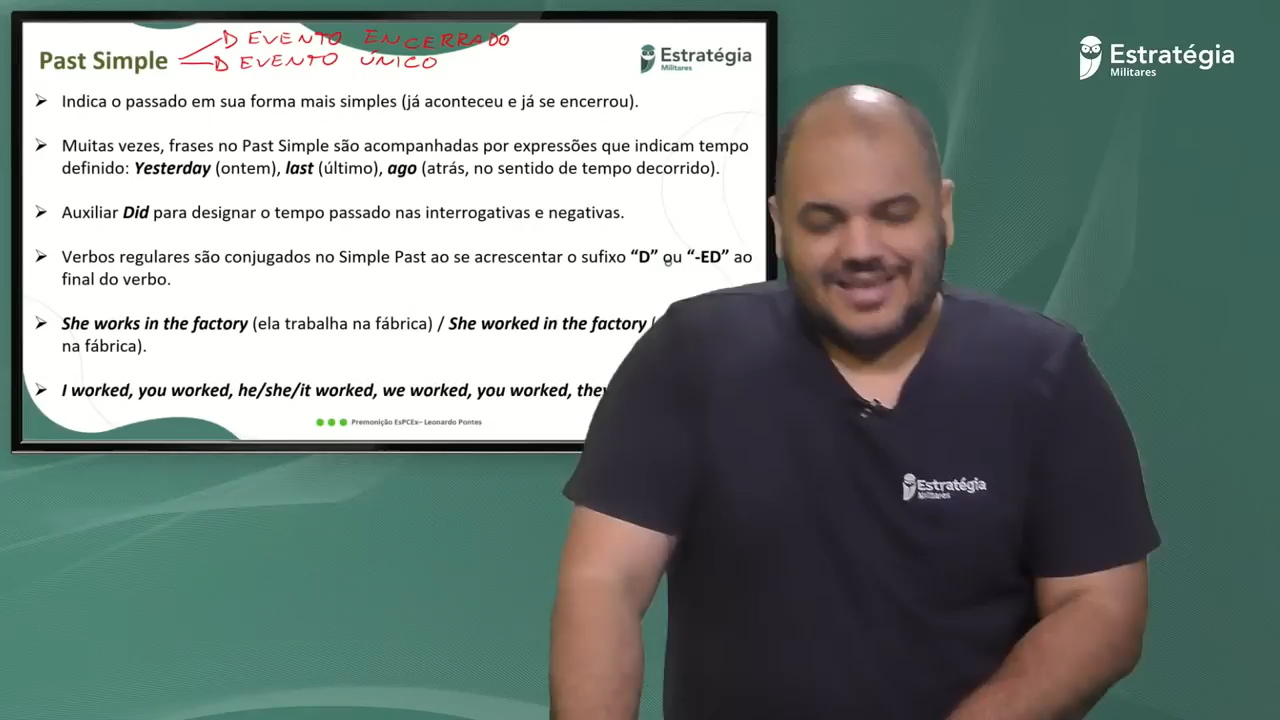 EVENTO ENCERRADO
Past Simple
EVENTO ÚNICO
Estratégia
Militares
➤ Indica o passado em sua forma mais simples (já aconteceu e já se encerrou).
➤ Muitas vezes, frases no Past Simple são acompanhadas por expressões que indicam tempo
definido: Yesterday (ontem), last (último), ago (atrás, no sentido de tempo decorrido).
➤ Auxiliar Did para designar o tempo passado nas interrogativas e negativas.
➤ Verbos regulares são conjugados no Simple Past ao se acrescentar o sufixo “D” ou “-ED” ao
final do verbo.
➤ She works in the factory (ela trabalha na fábrica) / She worked in the factory (
na fábrica).
➤ I worked, you worked, he/she/it worked, we worked, you worked, they
Premonição EsPCEx– Leonardo Pontes
Estratégia
Militares
Estratégia
Militares